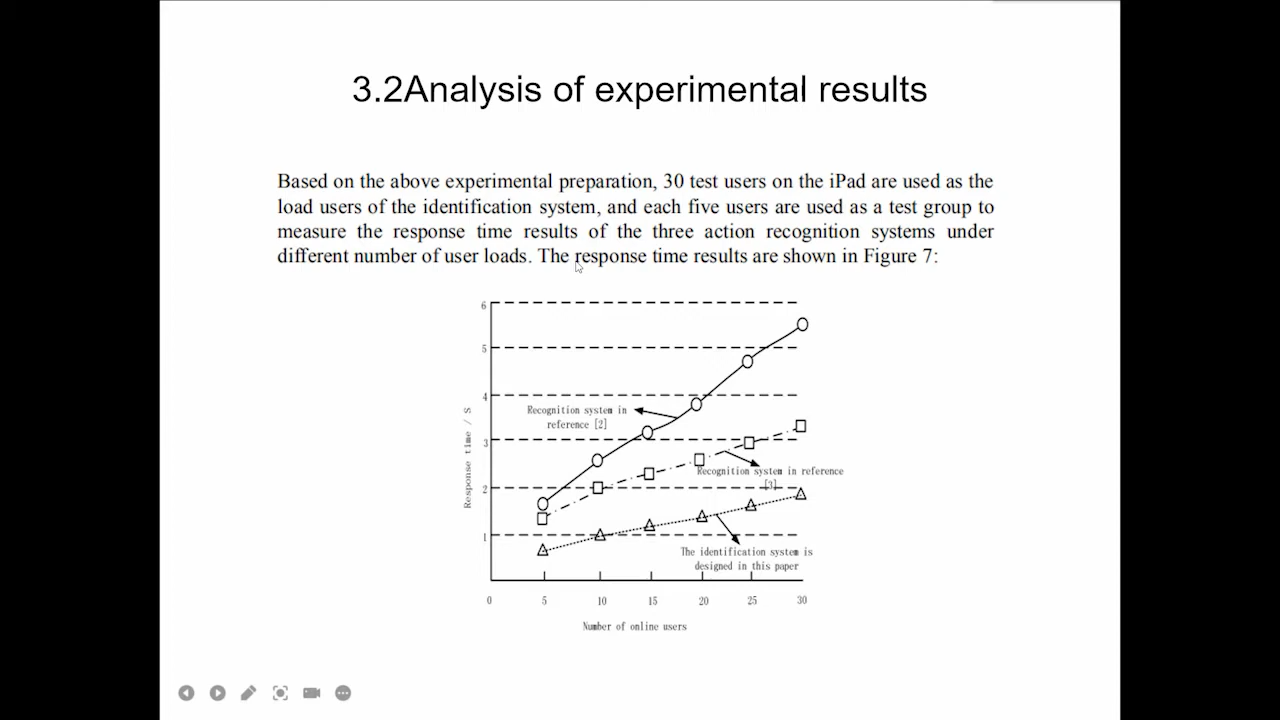 3.2Analysis of experimental results
Based on the above experimental preparation, 30 test users on the iPad are used as the
load users of the identification system, and each five users are used as a test group to
measure the response time results of the three action recognition systems under
different number of user loads. The response time results are shown in Figure 7:
6
5
4
3
2
1
Response time / S
Recognition system in
reference [2]
Recognition system in reference
[3]
The identification system is
designed in this paper
0 5 10 15 20 25 30
Number of online users